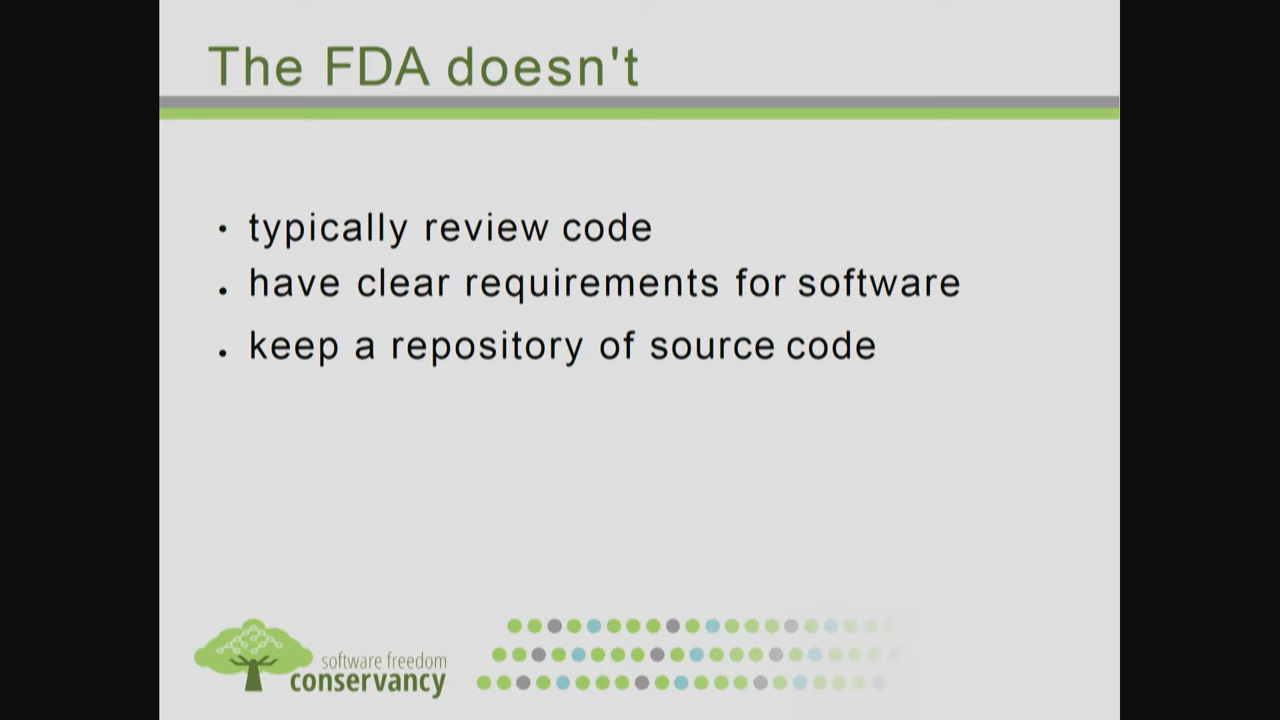 The FDA doesn't
• typically review code
• have clear requirements for software
• keep a repository of source code
software freedom
conservancy